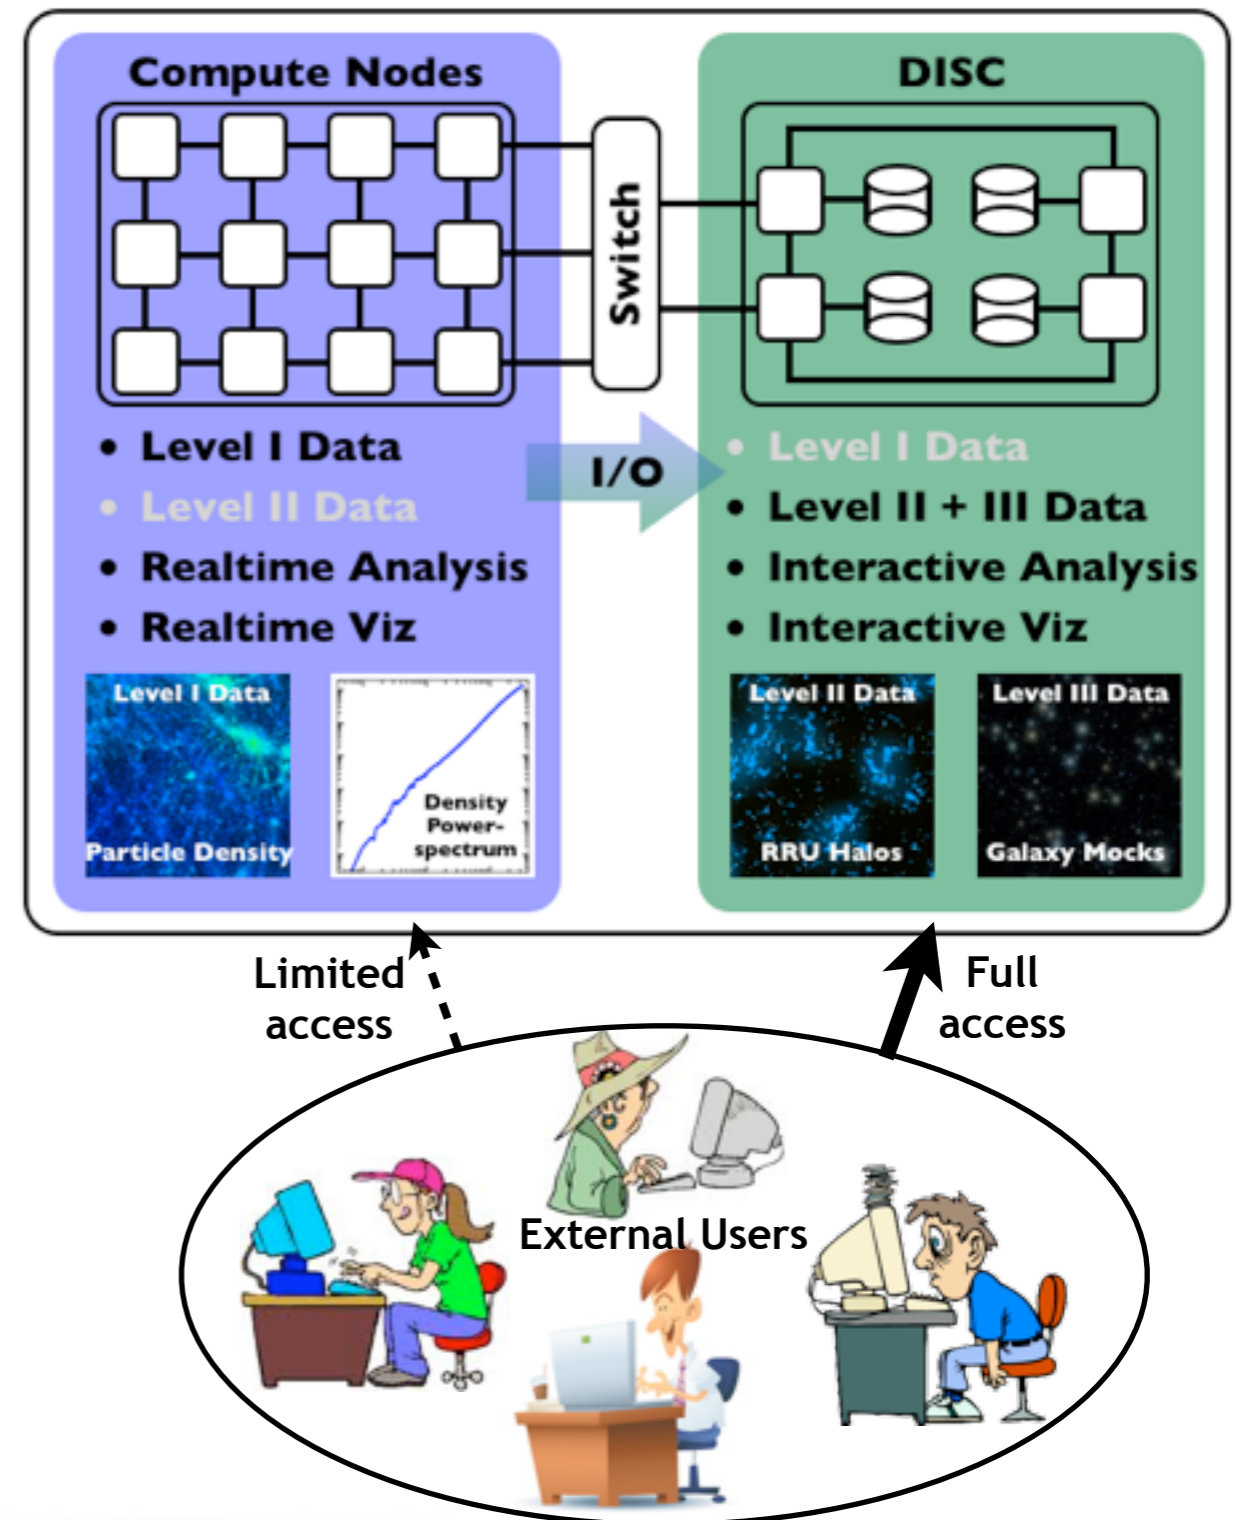 Compute Nodes
DISC
Switch
• Level I Data
• Level II Data
• Realtime Analysis
• Realtime Viz
I/O
• Level I Data
• Level II + III Data
• Interactive Analysis
• Interactive Viz
Level I Data
Particle Density
Density
Power-
spectrum
Level II Data
RRU Halos
Level III Data
Galaxy Mocks
Limited
access
Full
access
External Users